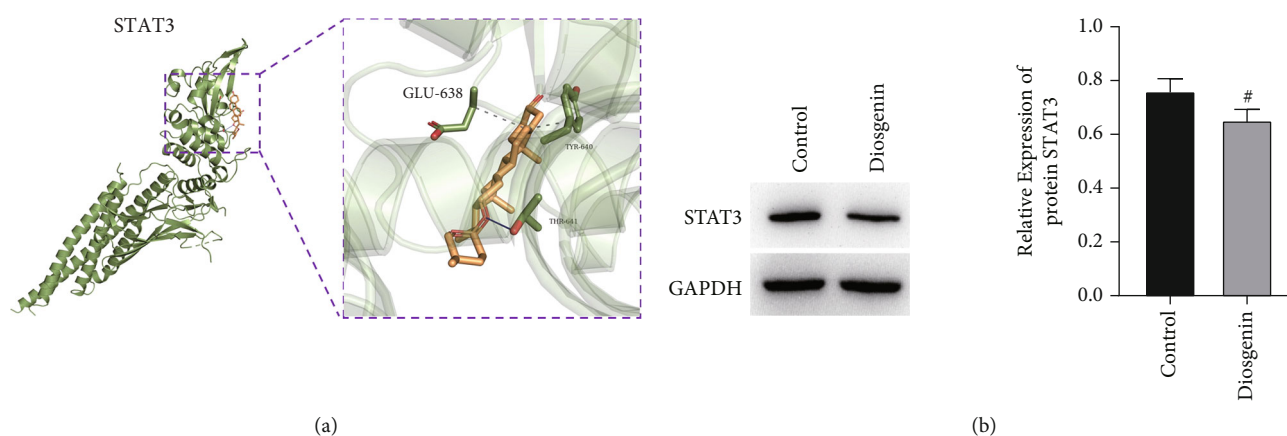 STAT3
GLU-638
TYR-640
THR-641
(a)
Control
Diosgenin
STAT3
GAPDH
Relative Expression of
protein STAT3
1.0
0.8
0.6
0.4
0.2
0.0
#
Control
Diosgenin
(b)